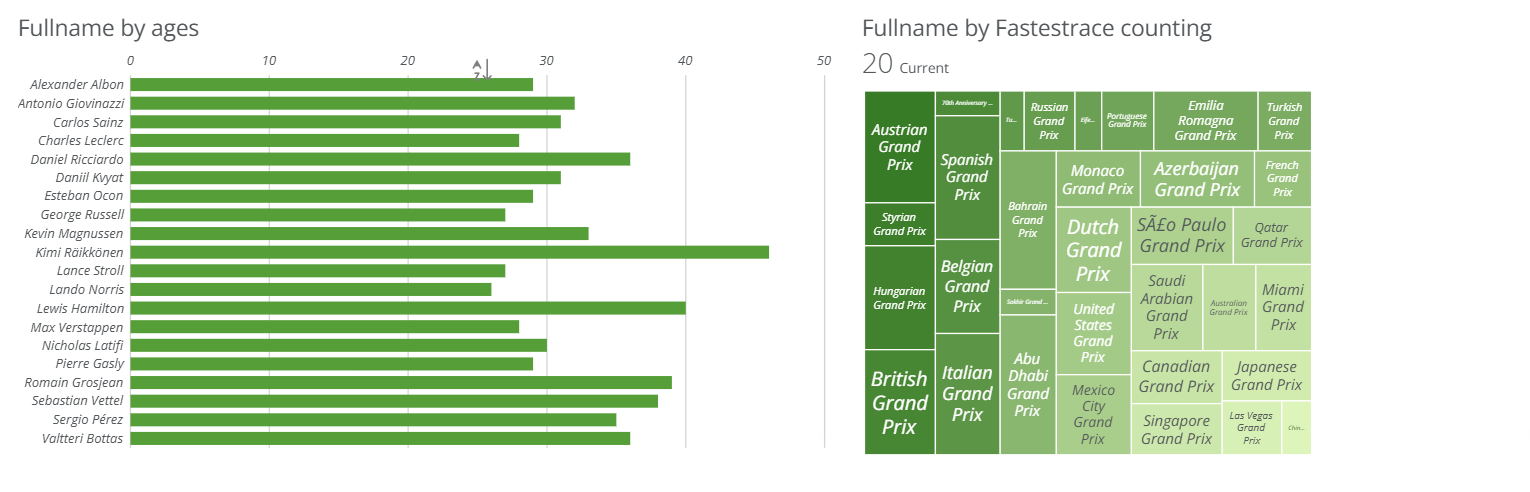 Fullname by ages
0
10
20
30
40
50
Alexander Albon
Antonio Giovinazzi
Carlos Sainz
Charles Leclerc
Daniel Ricciardo
Daniil Kvyat
Esteban Ocon
George Russell
Kevin Magnussen
Kimi Räikkönen
Lance Stroll
Lando Norris
Lewis Hamilton
Max Verstappen
Nicholas Latifi
Pierre Gasly
Romain Grosjean
Sebastian Vettel
Sergio Pérez
Valtteri Bottas
Fullname by Fastestrace counting
20 Current
Austrian
Grand
Prix
Styrian
Grand Prix
Hungarian
Grand Prix
British
Grand
Prix
70th Anniversary ...
Spanish
Grand
Prix
Belgian
Grand
Prix
Italian
Grand
Prix
Tu...
Russian
Grand
Prix
Eife...
Portuguese
Grand Prix
Emilia
Romagna
Grand Prix
Turkish
Grand
Prix
Bahrain
Grand
Prix
Sakhir Grand ...
Abu
Dhabi
Grand
Prix
Monaco
Grand Prix
Azerbaijan
Grand Prix
French
Grand
Prix
Dutch
Grand
Prix
United
States
Grand
Prix
Mexico
City
Grand
Prix
SÃ£o Paulo
Grand Prix
Qatar
Grand Prix
Saudi
Arabian
Grand
Prix
Australian
Grand Prix
Miami
Grand
Prix
Canadian
Grand Prix
Singapore
Grand Prix
Japanese
Grand Prix
Las Vegas
Grand
Prix
Chin...